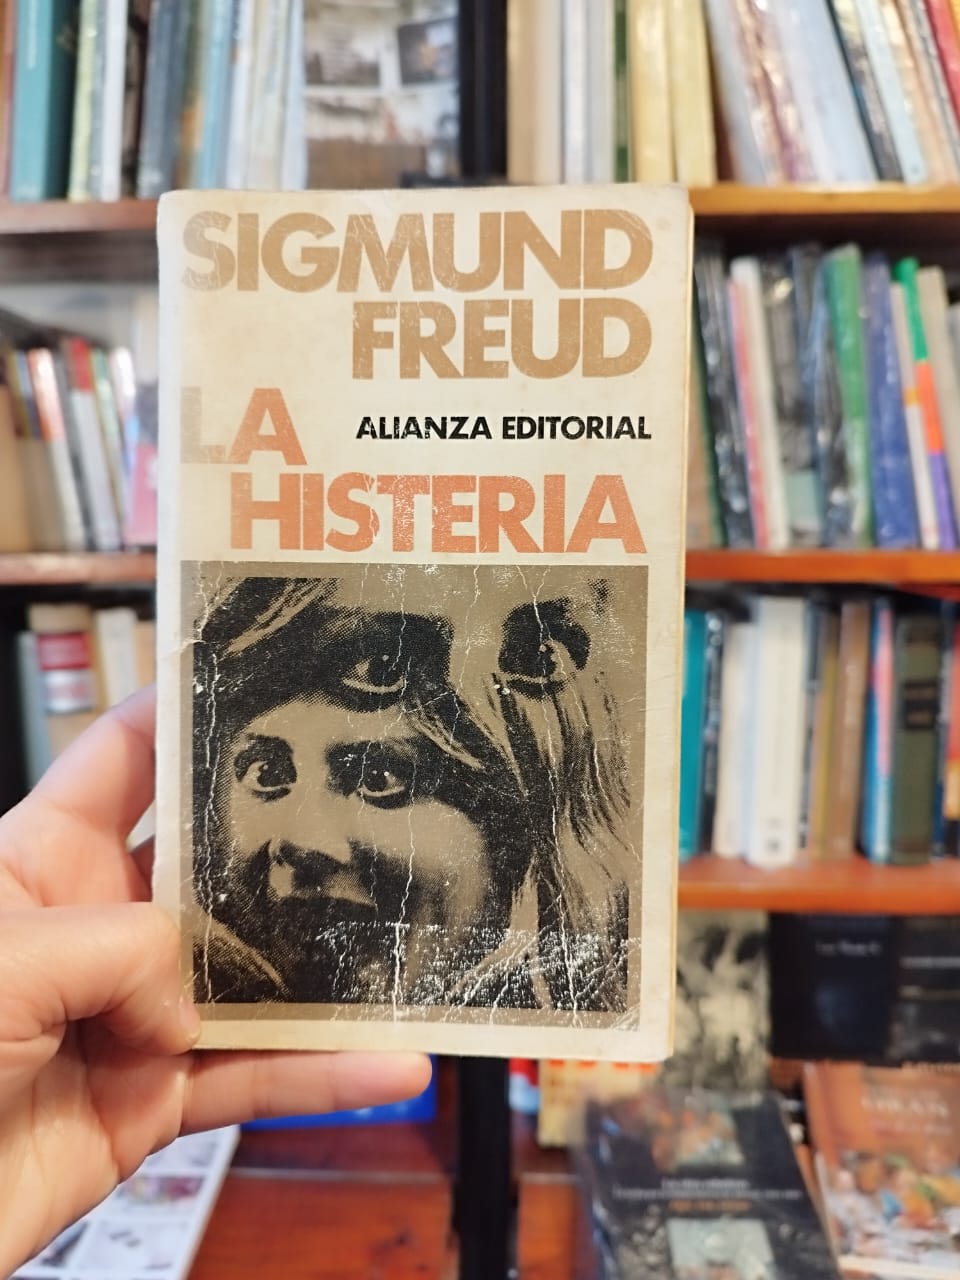 SIGMUND
FREUD
LA
ALIANZA EDITORIAL
HISTERIA